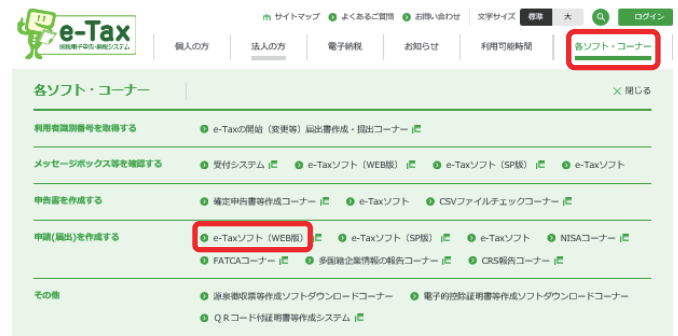 サイトマップ よくあるご質問 お問い合わせ 文字サイズ 標準 大 ログイン
e-Tax
国税電子申告・納税システム
個人の方 法人の方 電子納税 お知らせ 利用可能時間 各ソフト・コーナー
各ソフト・コーナー × 閉じる
利用者識別番号を取得する e-Taxの開始（変更等）届出書作成・提出コーナー
メッセージボックス等を確認する 受付システム e-Taxソフト（WEB版） e-Taxソフト（SP版） e-Taxソフト
申告書を作成する 確定申告書等作成コーナー e-Taxソフト CSVファイルチェックコーナー
申請(届出)を作成する e-Taxソフト（WEB版） e-Taxソフト（SP版） e-Taxソフト NISAコーナー
FATCAコーナー 多国籍企業情報の報告コーナー CRS報告コーナー
その他 源泉徴収票等作成ソフトダウンロードコーナー 電子的控除証明書等作成ソフトダウンロードコーナー
ＱＲコード付証明書等作成システム